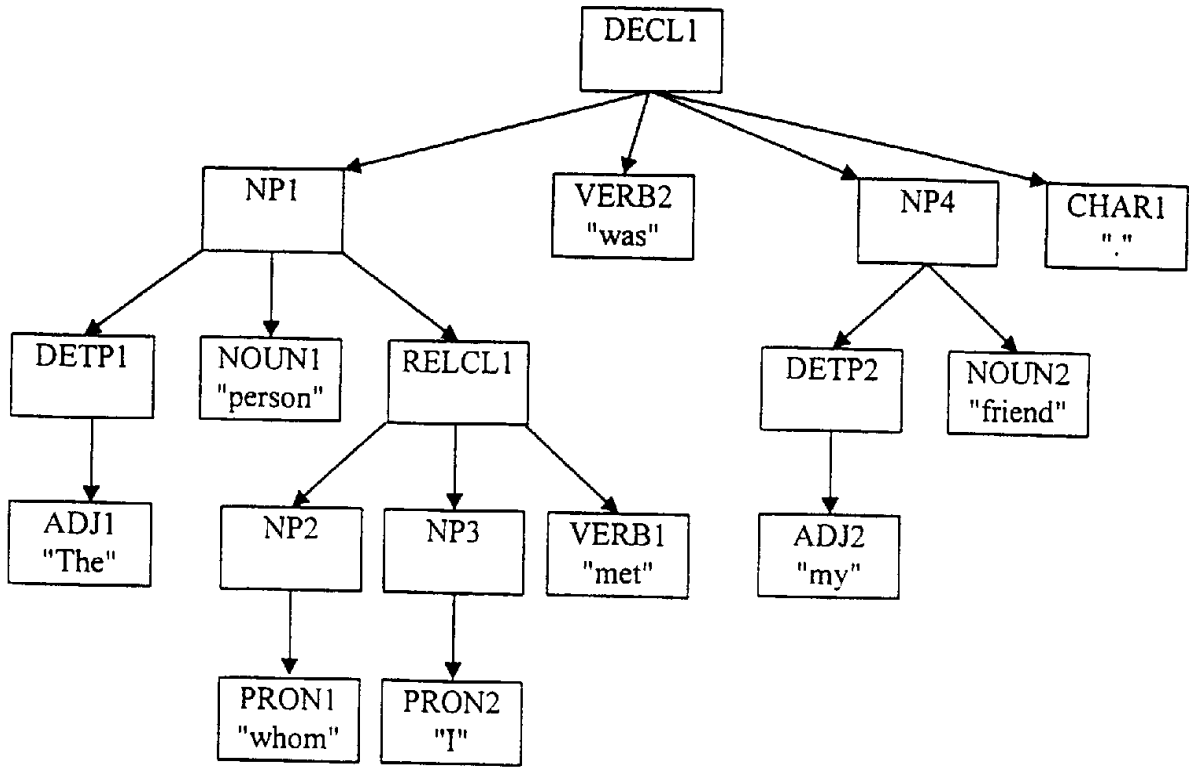 DECL1
NP1
VERB2
"was"
NP4
CHAR1
"."
DETP1
NOUN1
"person"
RELCL1
DETP2
NOUN2
"friend"
ADJ1
"The"
NP2
NP3
VERB1
"met"
ADJ2
"my"
PRON1
"whom"
PRON2
"I"